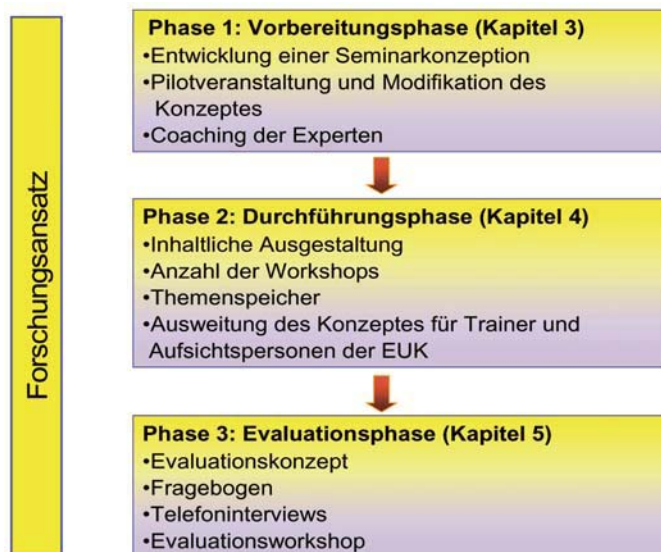 Forschungsansatz
Phase 1: Vorbereitungsphase (Kapitel 3)
•Entwicklung einer Seminarkonzeption
•Pilotveranstaltung und Modifikation des
Konzeptes
•Coaching der Experten
Phase 2: Durchführungsphase (Kapitel 4)
•Inhaltliche Ausgestaltung
•Anzahl der Workshops
•Themenspeicher
•Ausweitung des Konzeptes für Trainer und
Aufsichtspersonen der EUK
Phase 3: Evaluationsphase (Kapitel 5)
•Evaluationskonzept
•Fragebogen
•Telefoninterviews
•Evaluationsworkshop